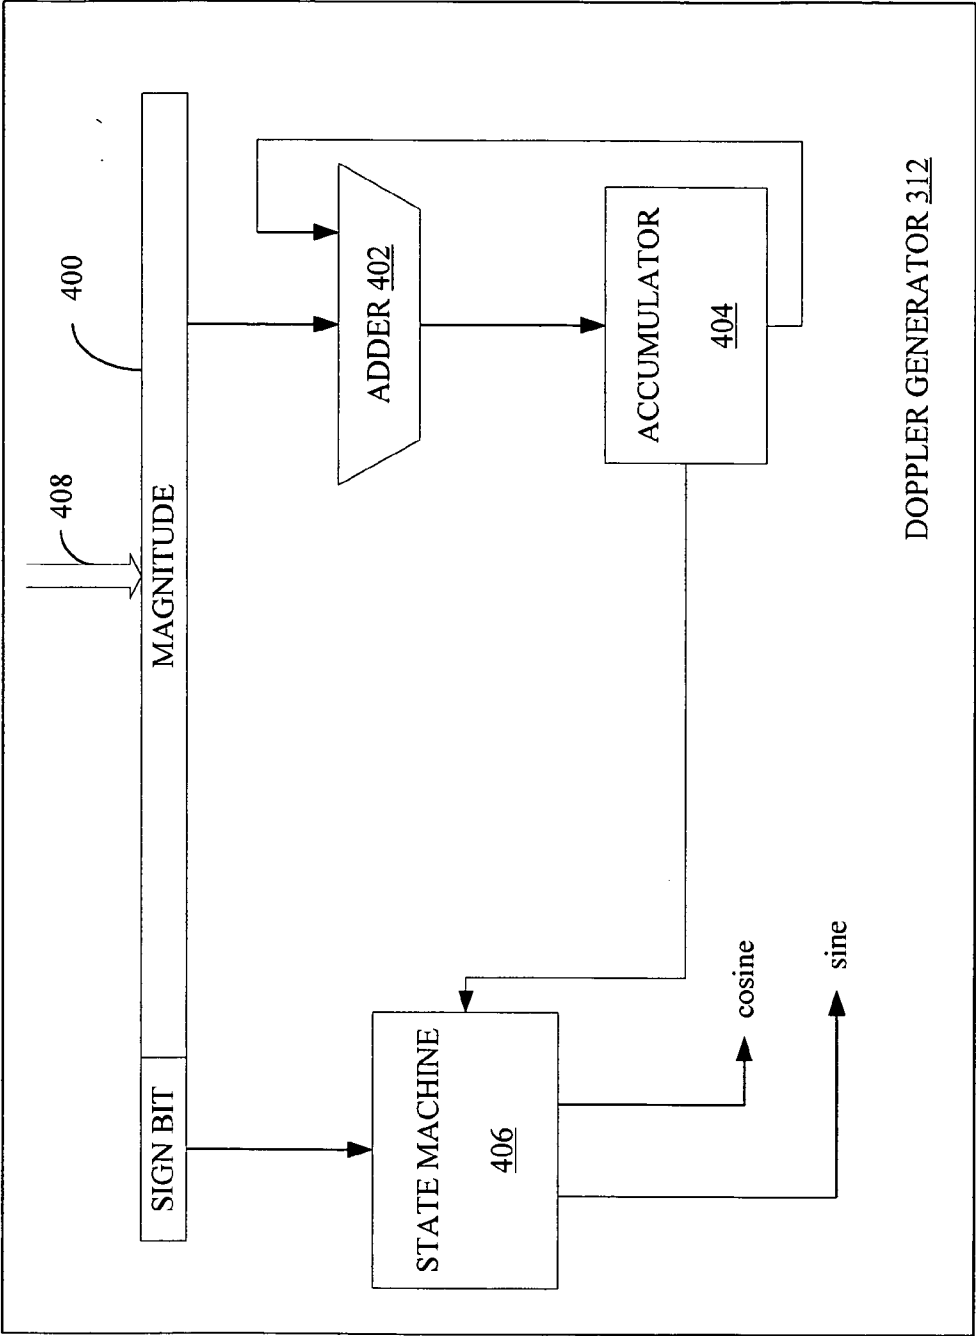 408
400
SIGN BIT
MAGNITUDE
ADDER 402
STATE MACHINE
406
ACCUMULATOR
404
cosine
sine
DOPPLER GENERATOR 312